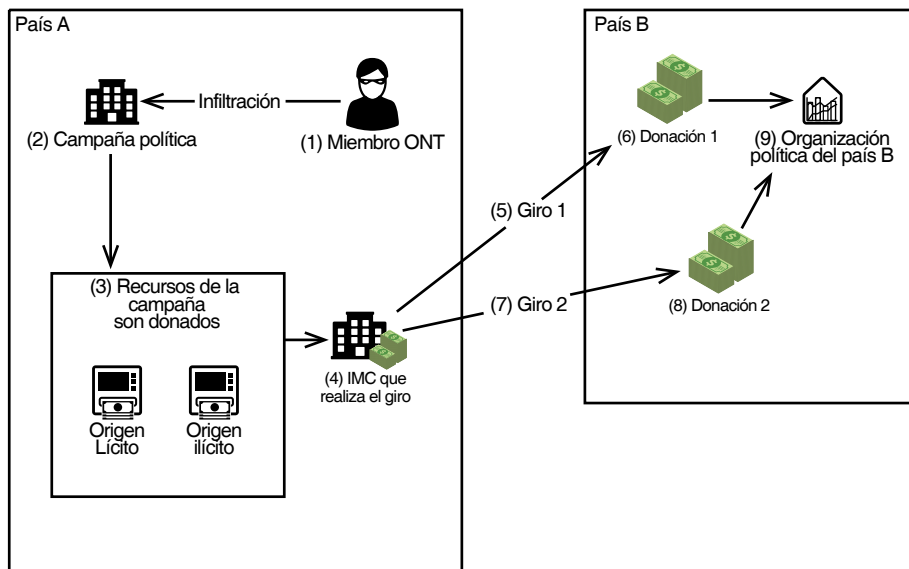 País A
Infiltración
(2) Campaña política
(1) Miembro ONT
(3) Recursos de la
campaña
son donados
Origen
Lícito
Origen
ilícito
(4) IMC que
realiza el giro
(5) Giro 1
(7) Giro 2
País B
(6) Donación 1
(9) Organización
política del país B
(8) Donación 2